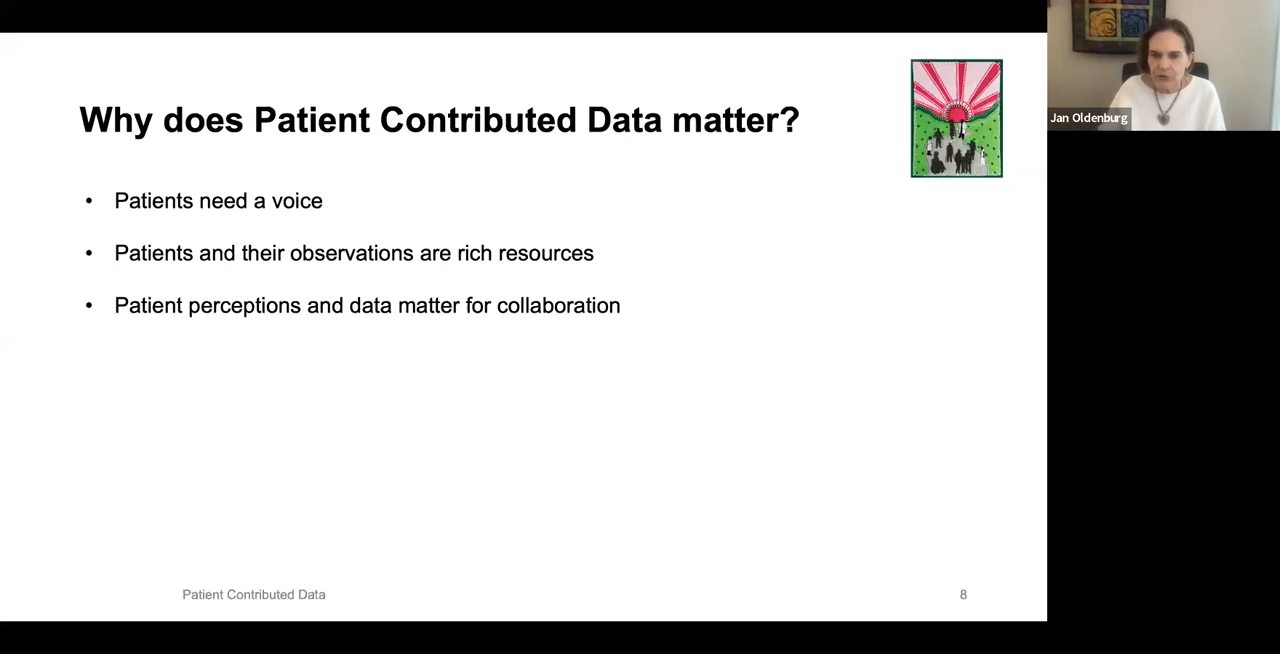 Why does Patient Contributed Data matter?
• Patients need a voice
• Patients and their observations are rich resources
• Patient perceptions and data matter for collaboration
Patient Contributed Data
8
Jan Oldenburg